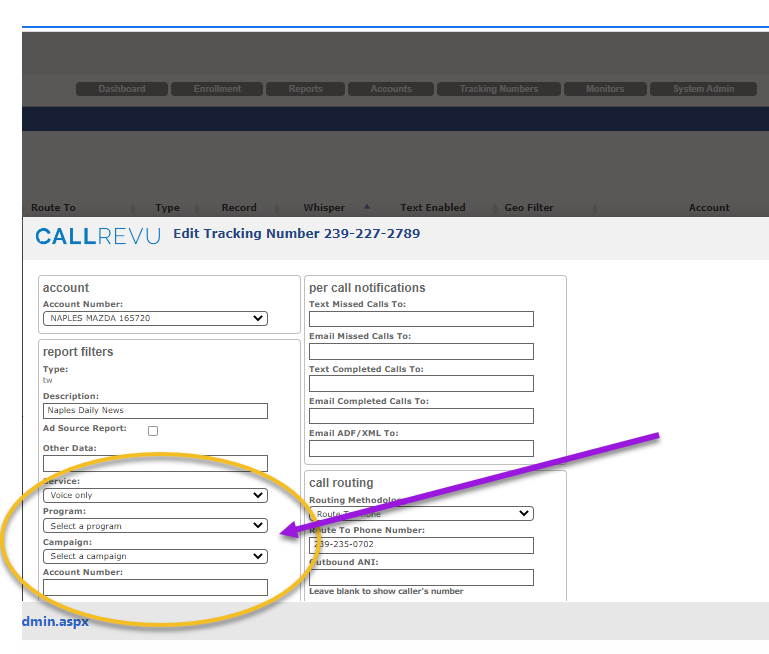 Dashboard Enrollment Reports Accounts Tracking Numbers Monitors System Admin
Route To Type Record Whisper Text Enabled Geo Filter Account
CALLREVU Edit Tracking Number 239-227-2789
account
Account Number:
NAPLES MAZDA 165720
report filters
Type:
tw
Description:
Naples Daily News
Ad Source Report:
Other Data:
Service:
Voice only
Program:
Select a program
Campaign:
Select a campaign
Account Number:
per call notifications
Text Missed Calls To:
Email Missed Calls To:
Text Completed Calls To:
Email Completed Calls To:
Email ADF/XML To:
call routing
Routing Methodology
Route To Phone
Route To Phone Number:
239-235-0702
Outbound ANI:
Leave blank to show caller's number
dmin.aspx